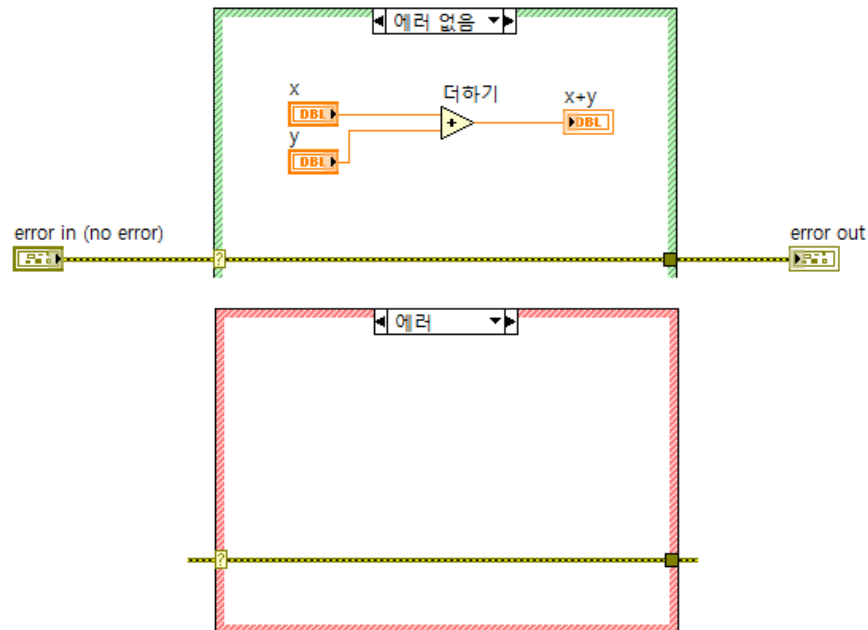 에러 없음
x
더하기
x+y
DBL
+
DBL
y
DBL
error in (no error)
?
error out
에러
?